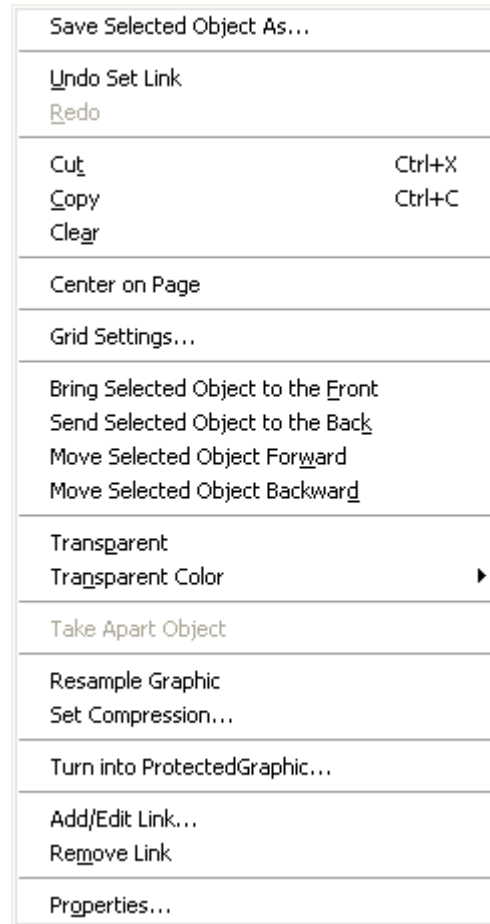 Save Selected Object As...
Undo Set Link
Redo
Cut Ctrl+X
Copy Ctrl+C
Clear
Center on Page
Grid Settings...
Bring Selected Object to the Front
Send Selected Object to the Back
Move Selected Object Forward
Move Selected Object Backward
Transparent
Transparent Color
Take Apart Object
Resample Graphic
Set Compression...
Turn into ProtectedGraphic...
Add/Edit Link...
Remove Link
Properties...